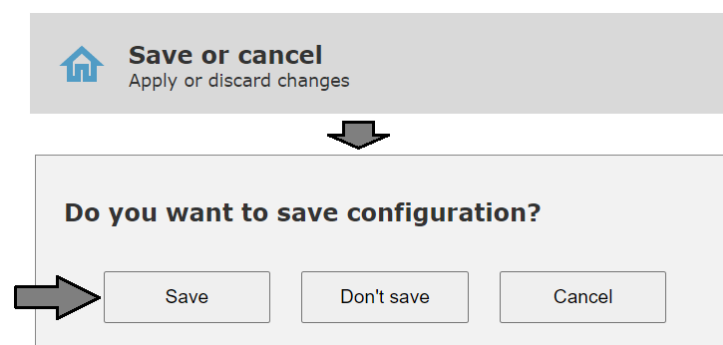 Save or cancel
Apply or discard changes
Do you want to save configuration?
Save
Don't save
Cancel